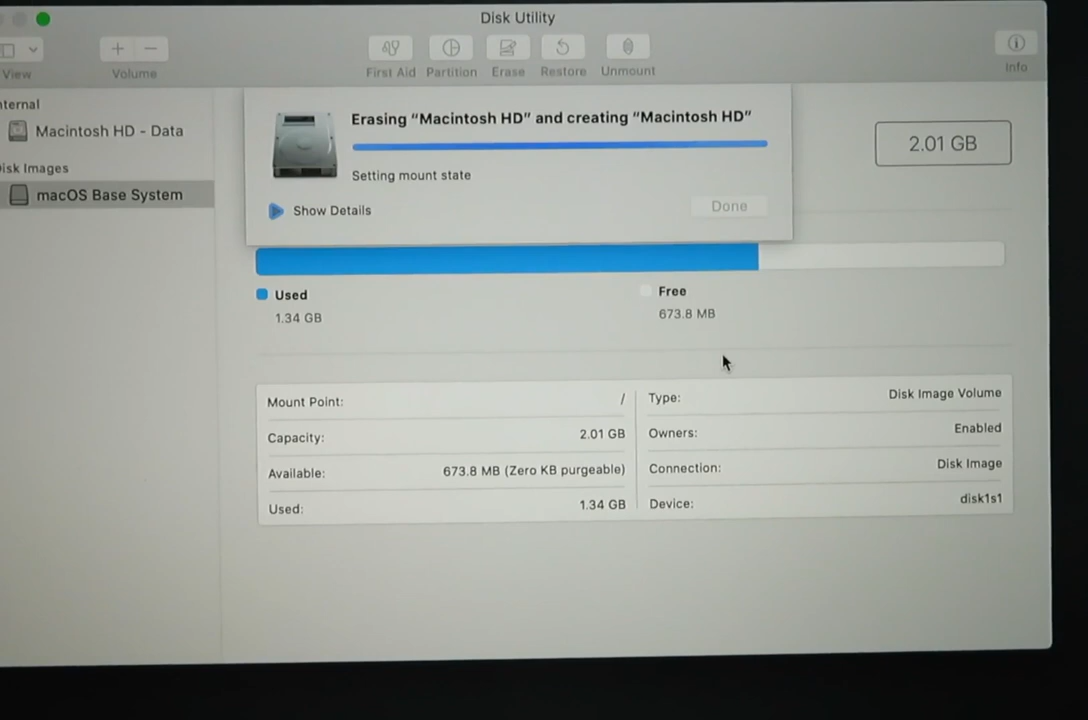 Disk Utility
View
Volume
First Aid
Partition
Erase
Restore
Unmount
Info
Macintosh HD - Data
macOS Base System
Erasing “Macintosh HD” and creating “Macintosh HD”
Setting mount state
Show Details
Done
2.01 GB
Used
1.34 GB
Free
673.8 MB
Mount Point: /
Capacity: 2.01 GB
Available: 673.8 MB (Zero KB purgeable)
Used: 1.34 GB
Type: Disk Image Volume
Owners: Enabled
Connection: Disk Image
Device: disk1s1